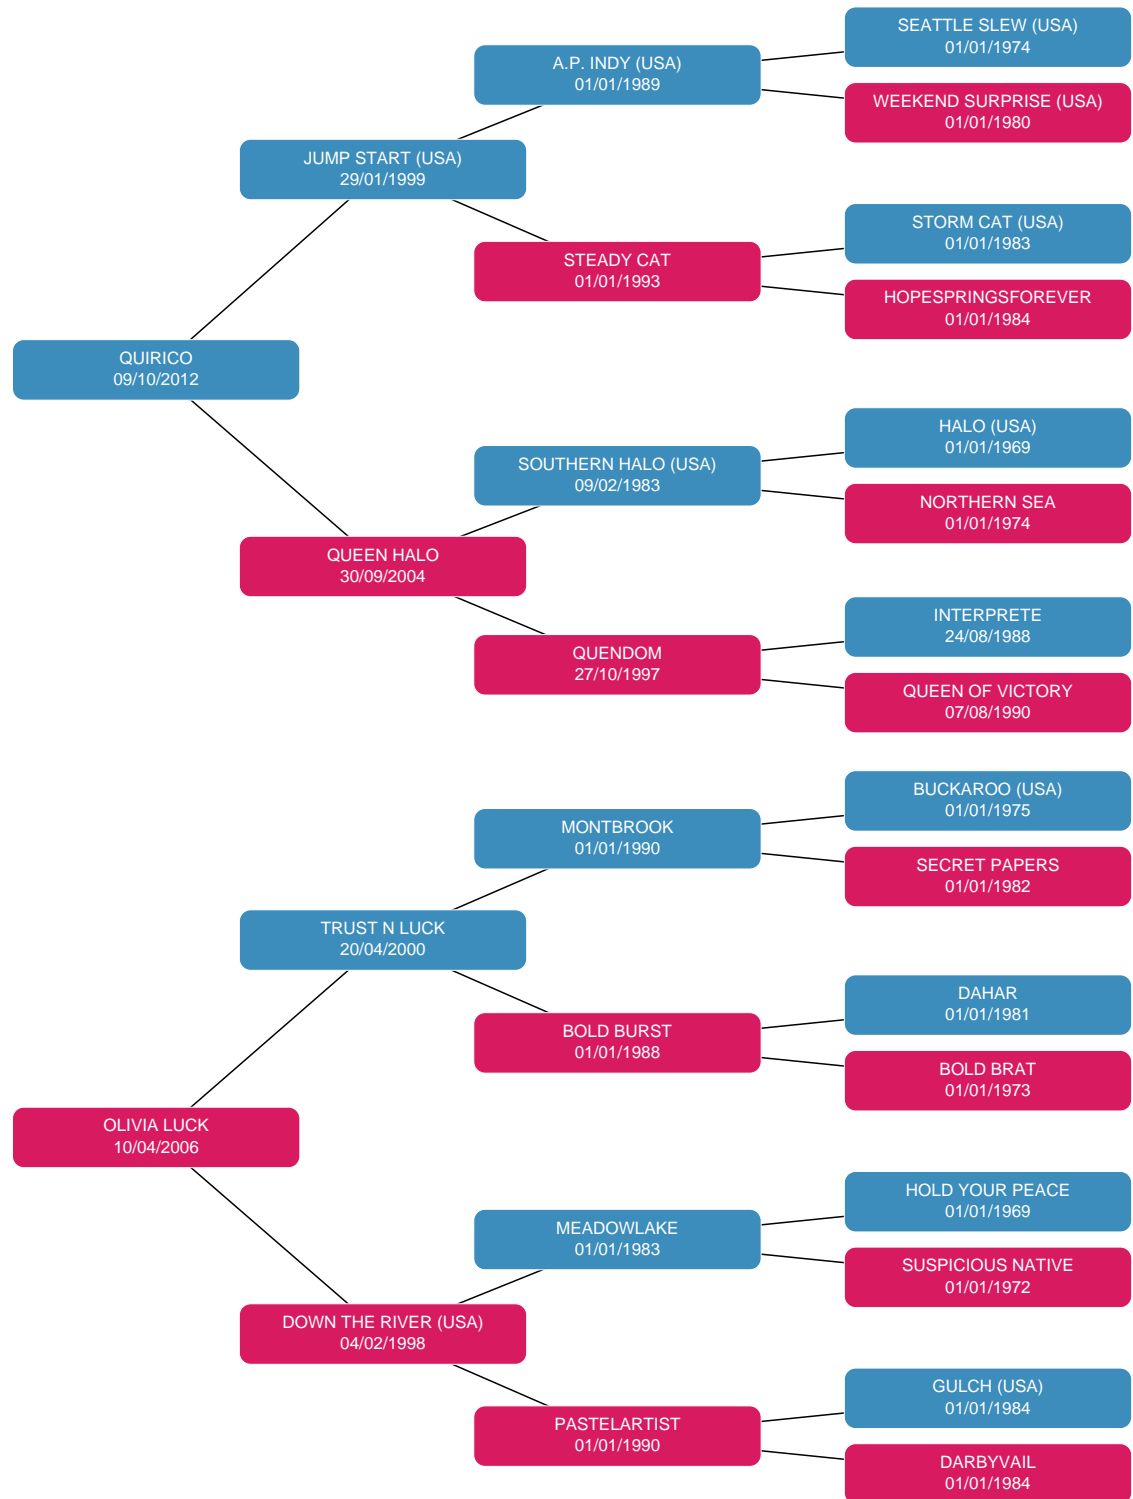 SEATTLE SLEW (USA)
01/01/1974
A.P. INDY (USA)
01/01/1989
WEEKEND SURPRISE (USA)
01/01/1980
JUMP START (USA)
29/01/1999
STORM CAT (USA)
01/01/1983
STEADY CAT
01/01/1993
HOPESPRINGSFOREVER
01/01/1984
QUIRICO
09/10/2012
HALO (USA)
01/01/1969
SOUTHERN HALO (USA)
09/02/1983
NORTHERN SEA
01/01/1974
QUEEN HALO
30/09/2004
INTERPRETE
24/08/1988
QUENDOM
27/10/1997
QUEEN OF VICTORY
07/08/1990
BUCKAROO (USA)
01/01/1975
MONTBROOK
01/01/1990
SECRET PAPERS
01/01/1982
TRUST N LUCK
20/04/2000
DAHAR
01/01/1981
BOLD BURST
01/01/1988
BOLD BRAT
01/01/1973
OLIVIA LUCK
10/04/2006
HOLD YOUR PEACE
01/01/1969
MEADOWLAKE
01/01/1983
SUSPICIOUS NATIVE
01/01/1972
DOWN THE RIVER (USA)
04/02/1998
GULCH (USA)
01/01/1984
PASTELARTIST
01/01/1990
DARBYVAIL
01/01/1984